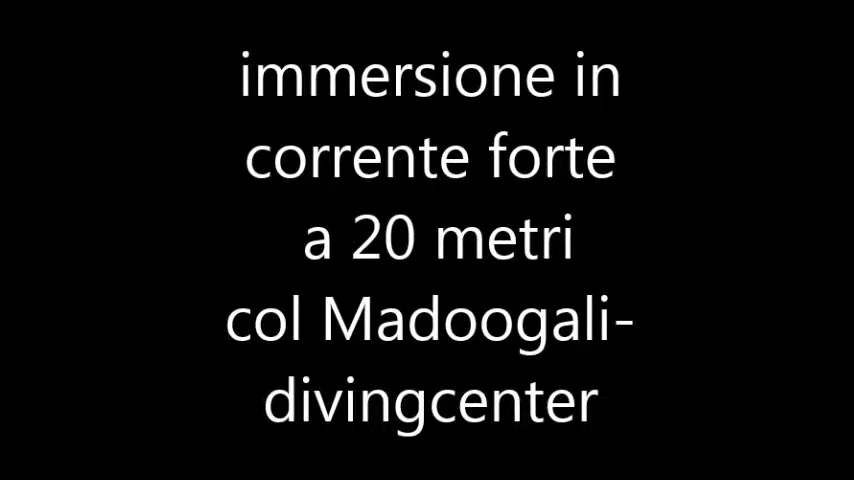 immersione in
corrente forte
a 20 metri
col Madoogali-
divingcenter